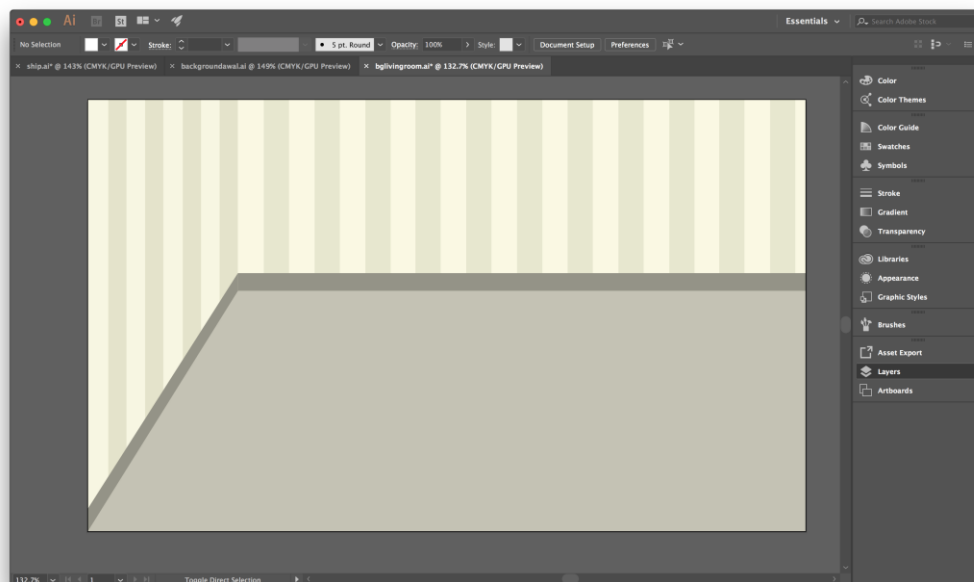 Ai Br St Essentials Search Adobe Stock
No Selection Stroke: 5 pt. Round Opacity: 100% Style: Document Setup Preferences
× ship.ai* @ 143% (CMYK/GPU Preview) × backgroundawal.ai @ 149% (CMYK/GPU Preview) × bglivingroom.ai* @ 132.7% (CMYK/GPU Preview)
Color
Color Themes
Color Guide
Swatches
Symbols
Stroke
Gradient
Transparency
Libraries
Appearance
Graphic Styles
Brushes
Asset Export
Layers
Artboards
132.7% 1 Toggle Direct Selection